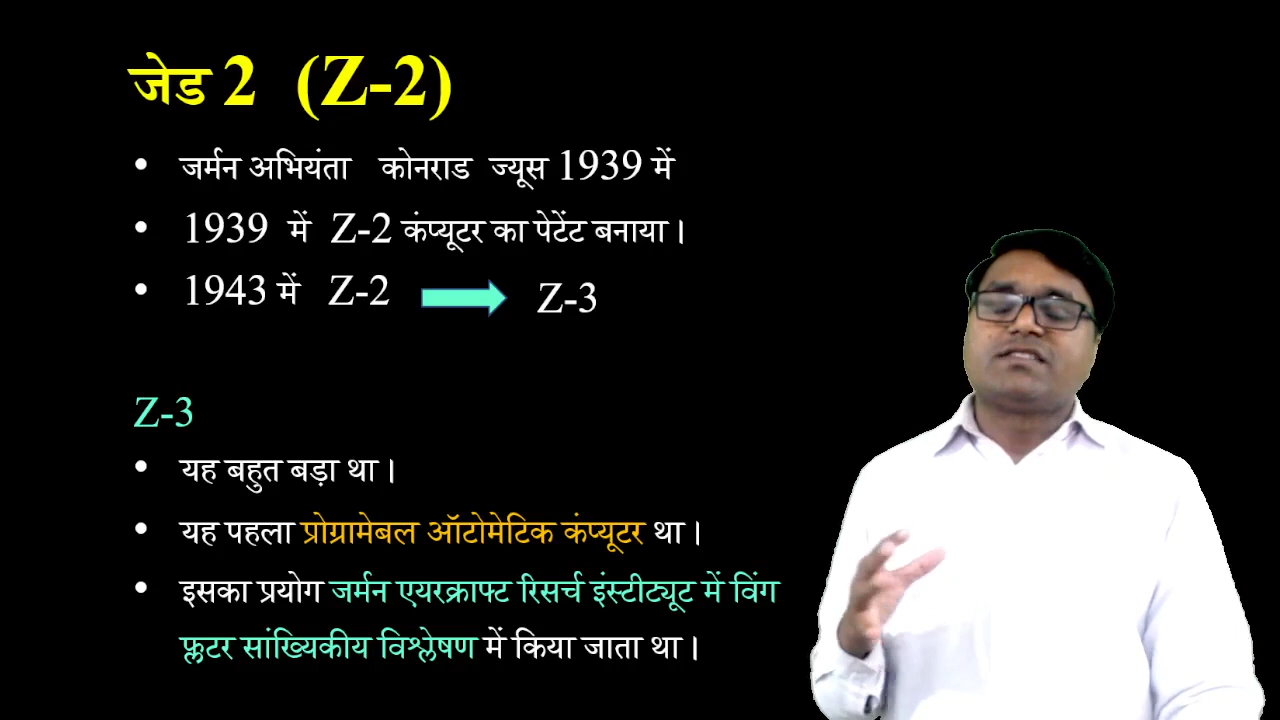 जेड 2 (Z-2)
• जर्मन अभियंता कोनराड ज्यूस 1939 में
• 1939 में Z-2 कंप्यूटर का पेटेंट बनाया।
• 1943 में Z-2 Z-3
Z-3
• यह बहुत बड़ा था।
• यह पहला प्रोग्रामेबल ऑटोमेटिक कंप्यूटर था।
• इसका प्रयोग जर्मन एयरक्राफ्ट रिसर्च इंस्टीट्यूट में विंग
फ़्लटर सांख्यिकीय विश्लेषण में किया जाता था।